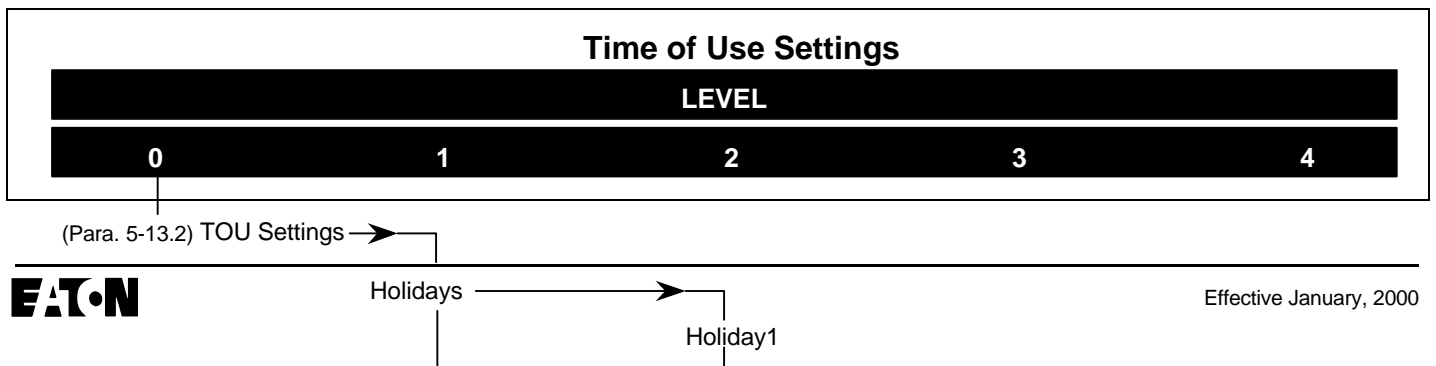 Time of Use Settings
LEVEL
0 1 2 3 4
(Para. 5-13.2) TOU Settings
EATON Holidays Effective January, 2000
Holiday1